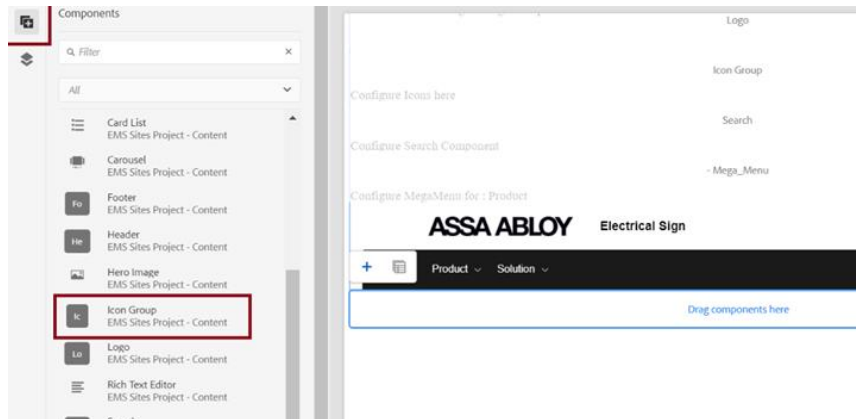 Components
Filter
All
Card List
EMS Sites Project - Content
Carousel
EMS Sites Project - Content
Fo
Footer
EMS Sites Project - Content
He
Header
EMS Sites Project - Content
Hero Image
EMS Sites Project - Content
Ic
Icon Group
EMS Sites Project - Content
Lo
Logo
EMS Sites Project - Content
Rich Text Editor
EMS Sites Project - Content
Logo
Icon Group
Configure Icons here
Search
Configure Search Component
- Mega_Menu
Configure MegaMenu for : Product
ASSA ABLOY Electrical Sign
Product Solution
Drag components here